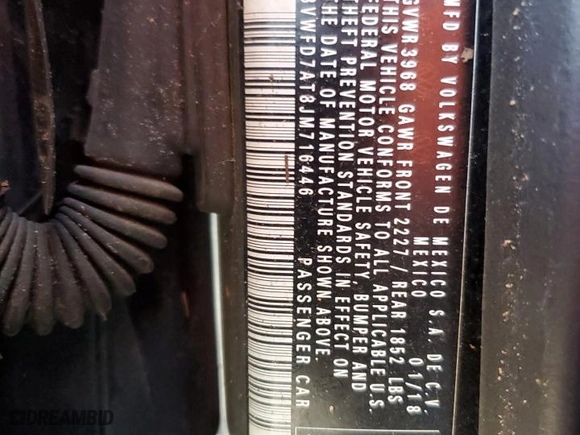 MFD BY VOLKSWAGEN DE MEXICO S.A. DE C.V.
MEXICO 01/18
GVWR 3968 GAWR FRONT 2227 / REAR 1852 LBS
THIS VEHICLE CONFORMS TO ALL APPLICABLE U.S.
FEDERAL MOTOR VEHICLE SAFETY, BUMPER AND
THEFT PREVENTION STANDARDS IN EFFECT ON
THE DATE OF MANUFACTURE SHOWN ABOVE.
WFD7AT8JM716446 PASSENGER CAR
DREAMBID